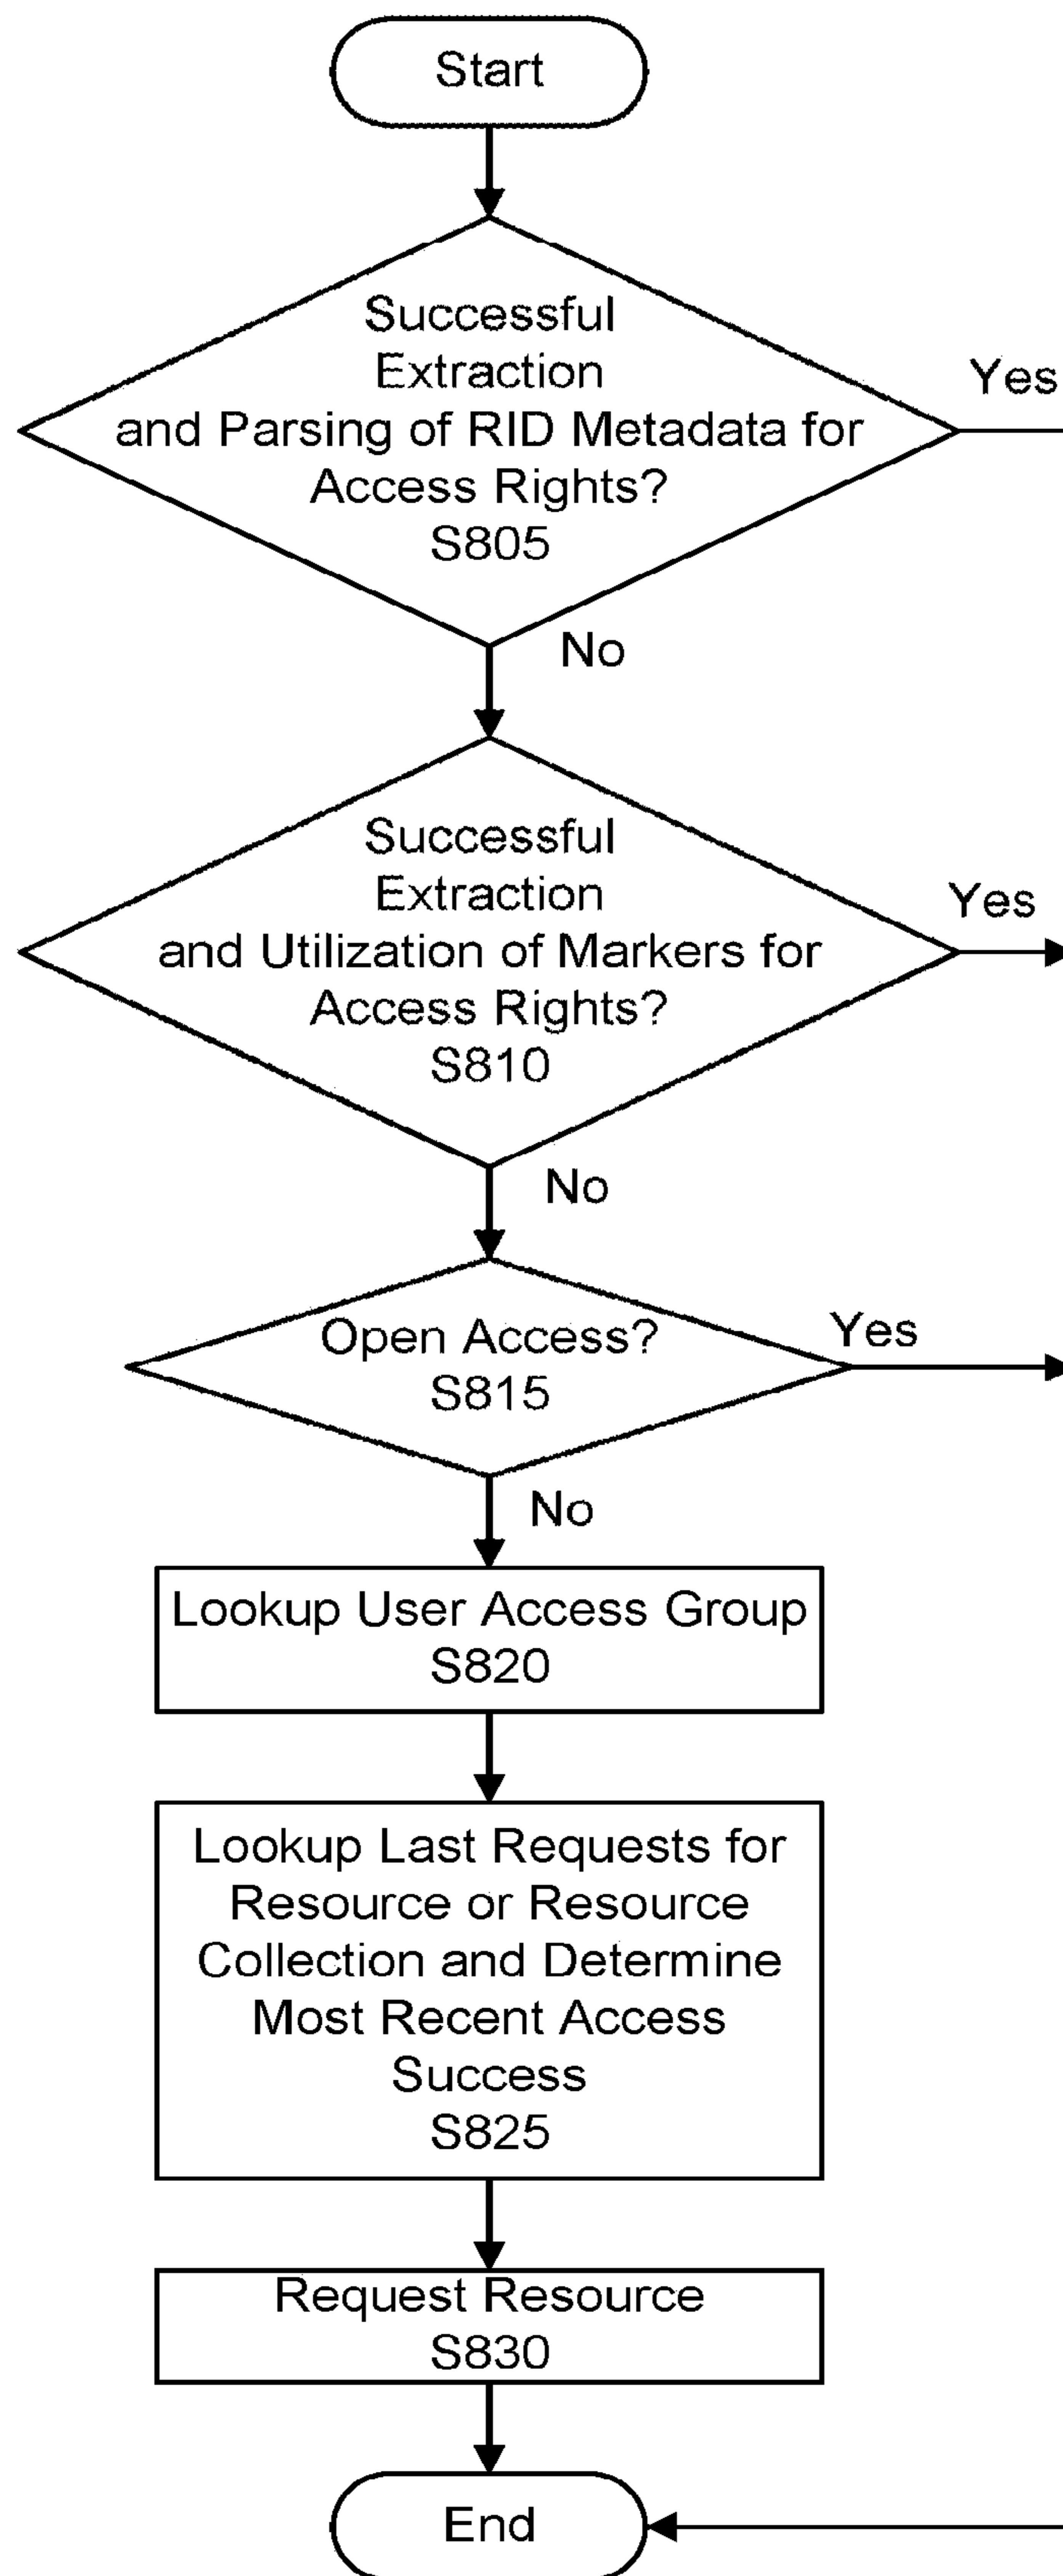 Start
Successful
Extraction
and Parsing of RID Metadata for
Access Rights?
S805
Yes
No
Successful
Extraction
and Utilization of Markers for
Access Rights?
S810
Yes
No
Open Access?
S815
Yes
No
Lookup User Access Group
S820
Lookup Last Requests for
Resource or Resource
Collection and Determine
Most Recent Access
Success
S825
Request Resource
S830
End